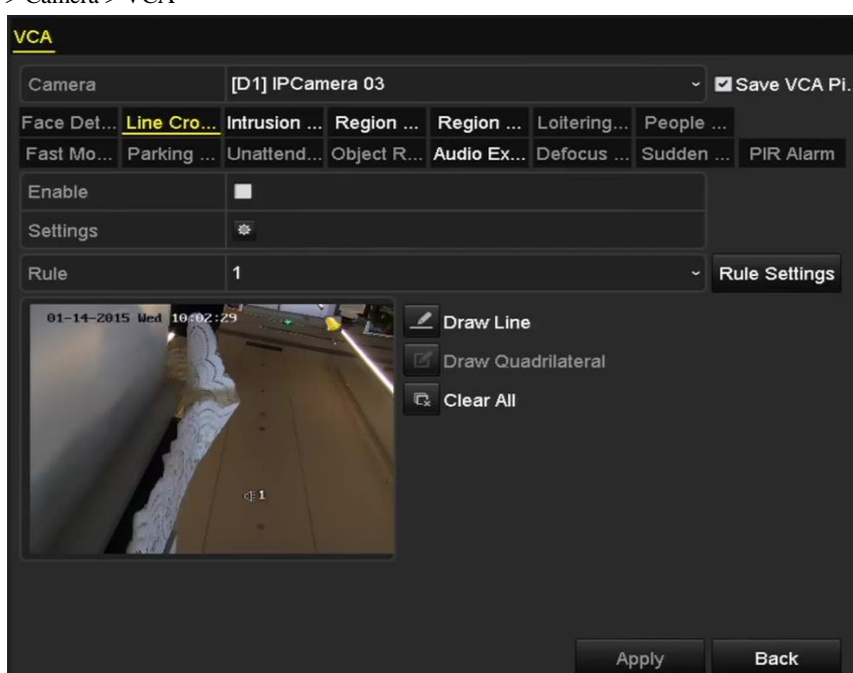 > Camera > VCA
VCA
Camera [D1] IPCamera 03 Save VCA Pi.
Face Det... Line Cro... Intrusion ... Region ... Region ... Loitering... People ...
Fast Mo... Parking ... Unattend... Object R... Audio Ex... Defocus ... Sudden ... PIR Alarm
Enable
Settings
Rule 1 Rule Settings
01-14-2015 Wed 10:02:29
Draw Line
Draw Quadrilateral
Clear All
1
Apply Back